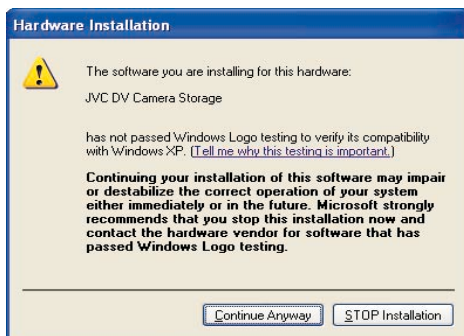 Hardware Installation
The software you are installing for this hardware:
JVC DV Camera Storage
has not passed Windows Logo testing to verify its compatibility
with Windows XP. (Tell me why this testing is important.)
Continuing your installation of this software may impair
or destabilize the correct operation of your system
either immediately or in the future. Microsoft strongly
recommends that you stop this installation now and
contact the hardware vendor for software that has
passed Windows Logo testing.
Continue Anyway
STOP Installation